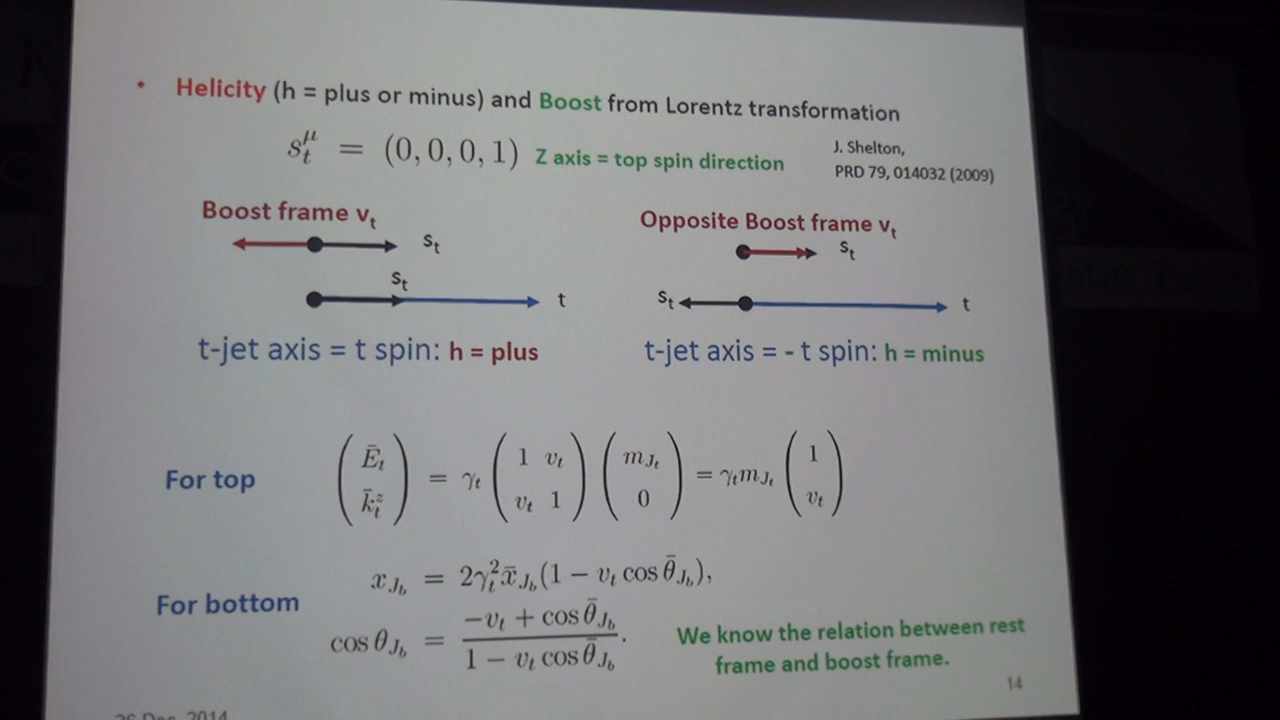 • Helicity (h = plus or minus) and Boost from Lorentz transformation
s_t^μ = (0, 0, 0, 1) Z axis = top spin direction
J. Shelton,
PRD 79, 014032 (2009)
Boost frame v_t
s_t
s_t
t
t-jet axis = t spin: h = plus
Opposite Boost frame v_t
s_t
s_t
t
t-jet axis = - t spin: h = minus
For top
( Ē_t ; k̄_t^z ) = γ_t ( 1 v_t ; v_t 1 ) ( m_{J_t} ; 0 ) = γ_t m_{J_t} ( 1 ; v_t )
For bottom
x_{J_b} = 2γ_t^2 x̄_{J_b} (1 − v_t cos θ̄_{J_b}),
cos θ_{J_b} = (−v_t + cos θ̄_{J_b}) / (1 − v_t cos θ̄_{J_b}).
We know the relation between rest
frame and boost frame.
14
26 Dec. 2014